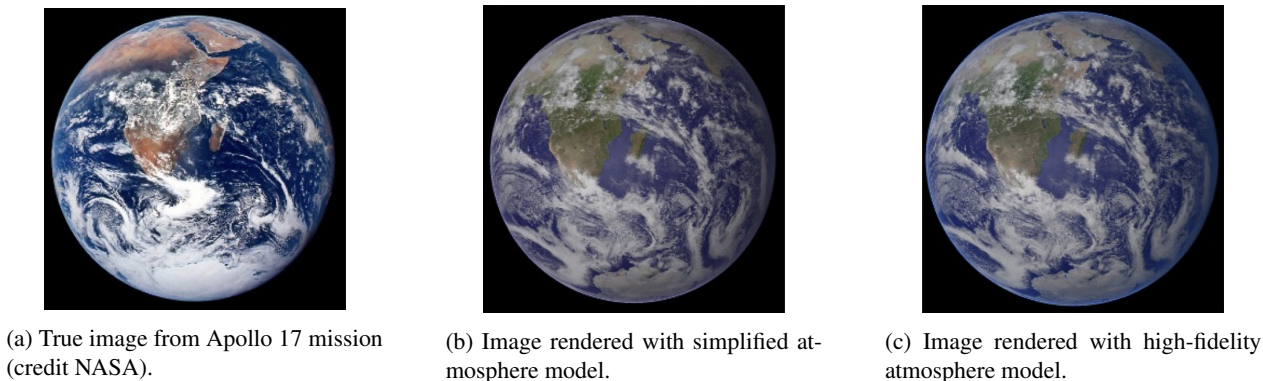 (a) True image from Apollo 17 mission
(credit NASA).
(b) Image rendered with simplified at-
mosphere model.
(c) Image rendered with high-fidelity
atmosphere model.